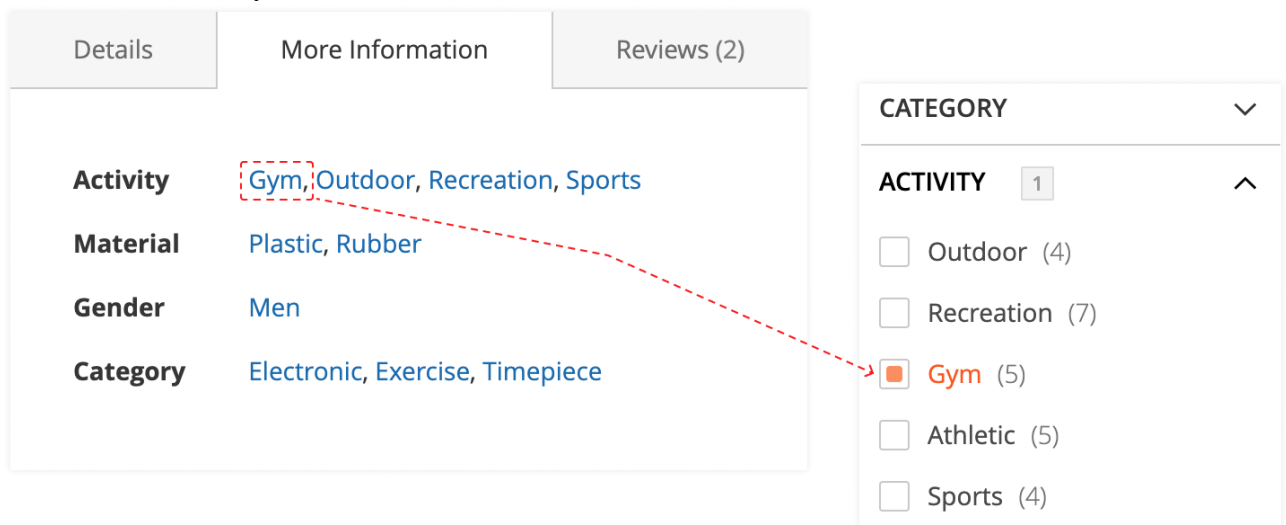 Details More Information Reviews (2)
Activity Gym, Outdoor, Recreation, Sports
Material Plastic, Rubber
Gender Men
Category Electronic, Exercise, Timepiece
CATEGORY
ACTIVITY 1
Outdoor (4)
Recreation (7)
Gym (5)
Athletic (5)
Sports (4)